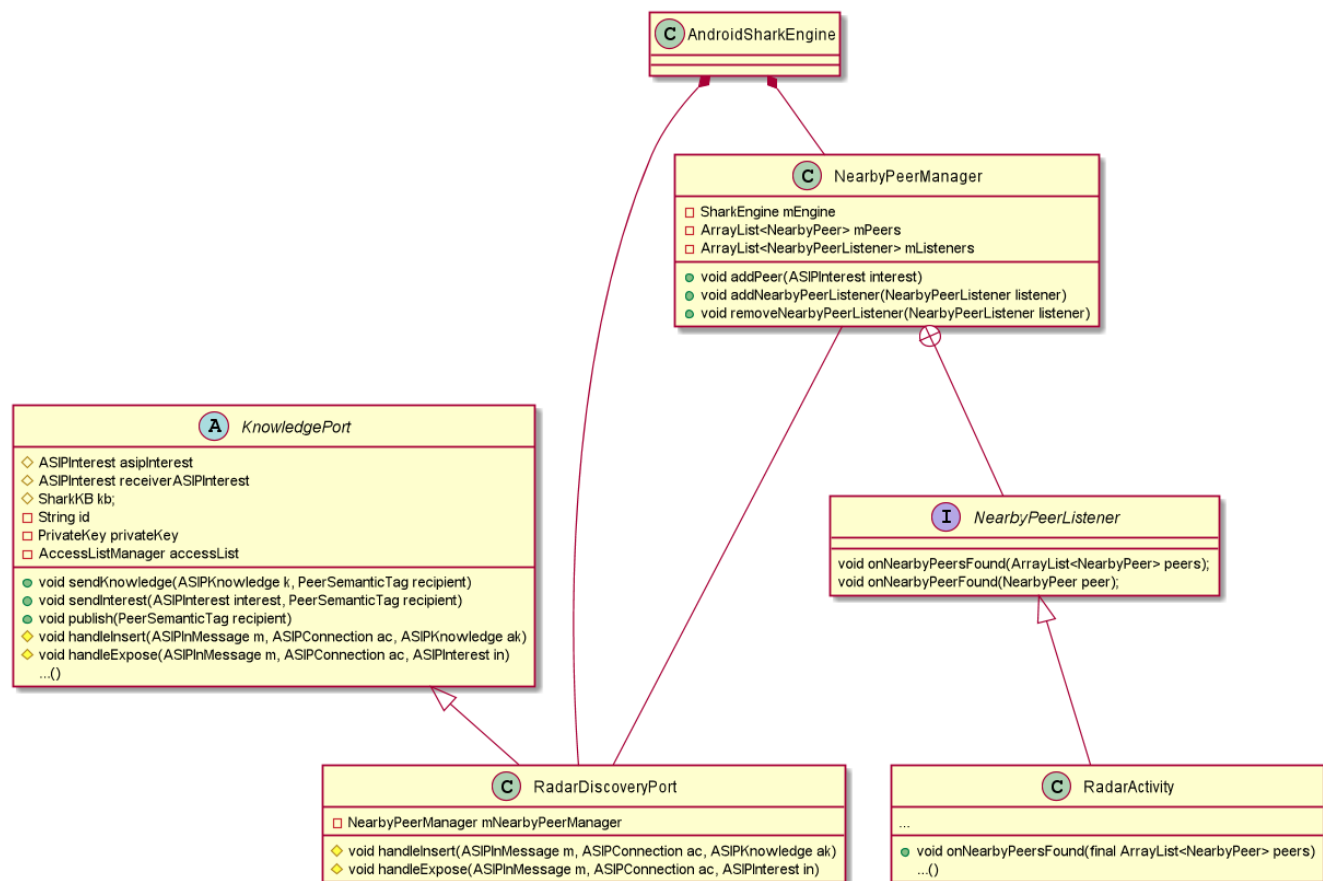 C AndroidSharkEngine
C NearbyPeerManager
SharkEngine mEngine
ArrayList<NearbyPeer> mPeers
ArrayList<NearbyPeerListener> mListeners
void addPeer(ASIPInterest interest)
void addNearbyPeerListener(NearbyPeerListener listener)
void removeNearbyPeerListener(NearbyPeerListener listener)
A KnowledgePort
ASIPInterest asipInterest
ASIPInterest receiverASIPInterest
SharkKB kb;
String id
PrivateKey privateKey
AccessListManager accessList
void sendKnowledge(ASIPKnowledge k, PeerSemanticTag recipient)
void sendInterest(ASIPInterest interest, PeerSemanticTag recipient)
void publish(PeerSemanticTag recipient)
void handleInsert(ASIPInMessage m, ASIPConnection ac, ASIPKnowledge ak)
void handleExpose(ASIPInMessage m, ASIPConnection ac, ASIPInterest in)
...()
I NearbyPeerListener
void onNearbyPeersFound(ArrayList<NearbyPeer> peers);
void onNearbyPeerFound(NearbyPeer peer);
C RadarDiscoveryPort
NearbyPeerManager mNearbyPeerManager
void handleInsert(ASIPInMessage m, ASIPConnection ac, ASIPKnowledge ak)
void handleExpose(ASIPInMessage m, ASIPConnection ac, ASIPInterest in)
C RadarActivity
...
void onNearbyPeersFound(final ArrayList<NearbyPeer> peers)
...()